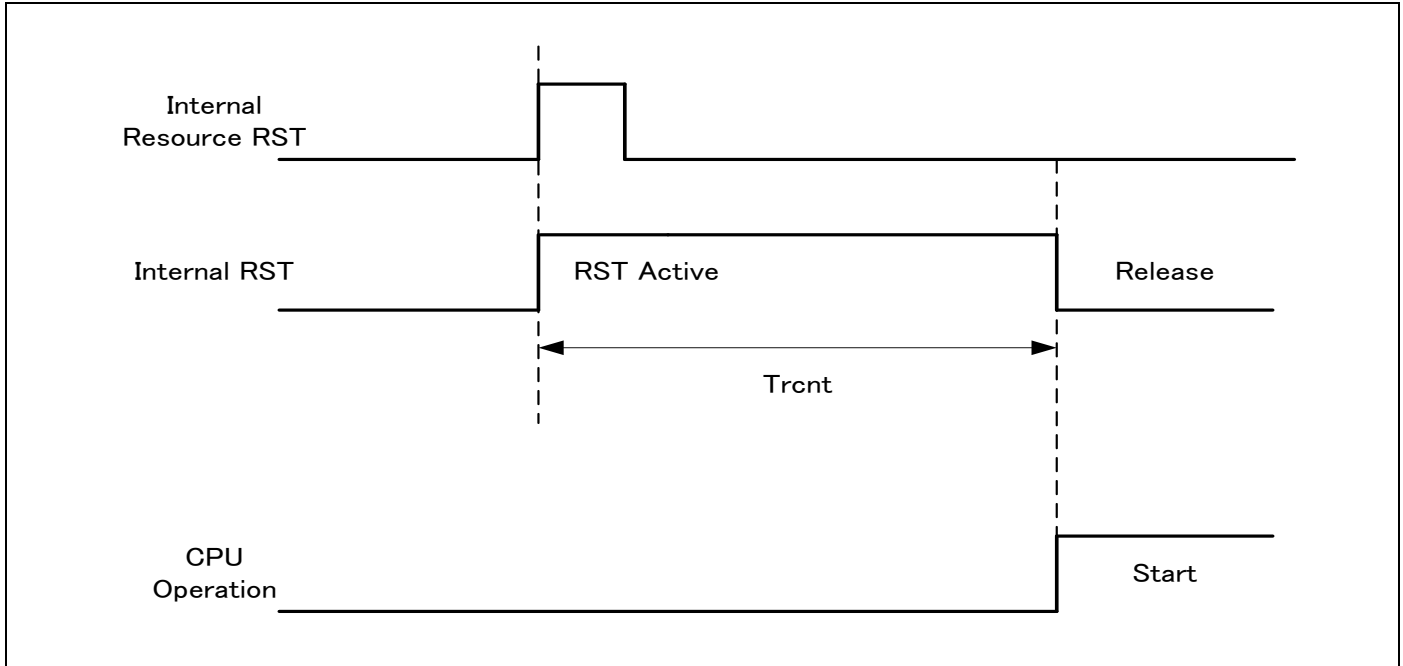 Internal
Resource RST
Internal RST
RST Active
Release
Trcnt
CPU
Operation
Start